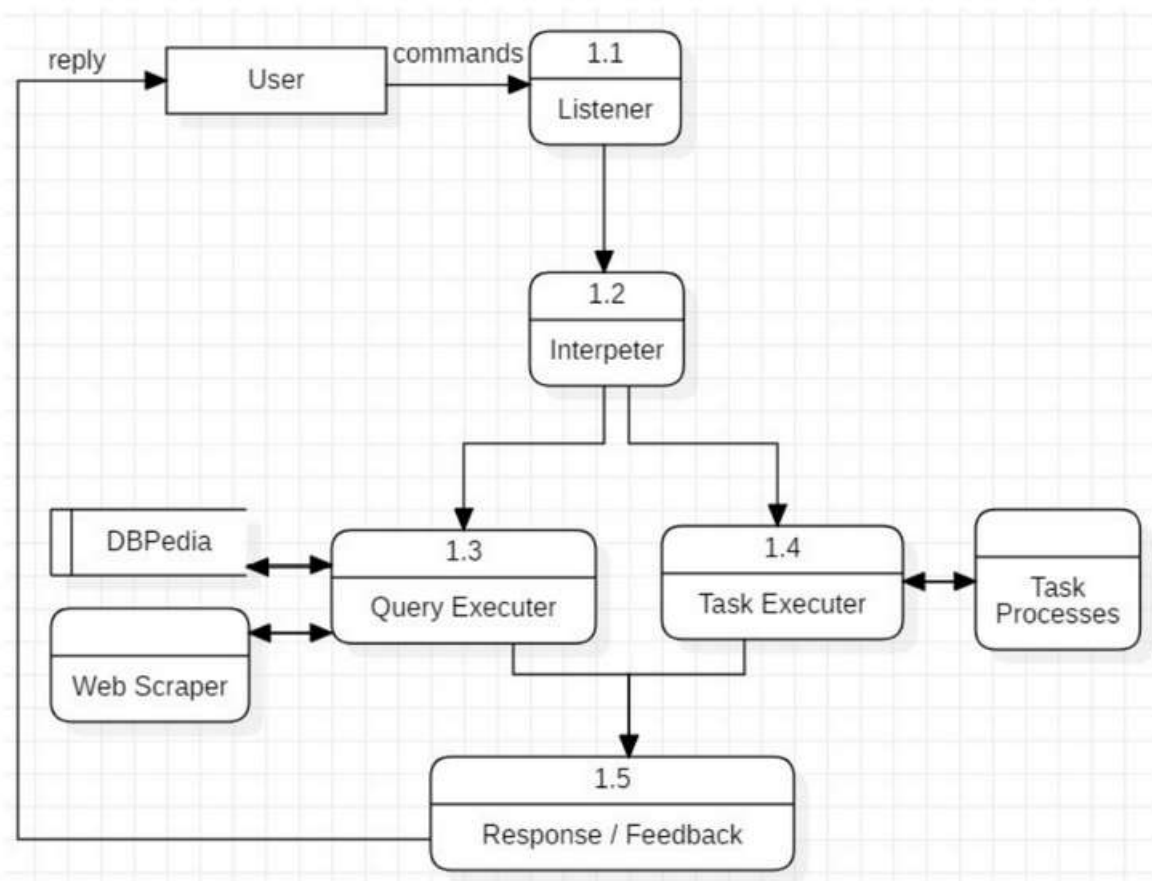 reply
User
commands
1.1
Listener
1.2
Interpeter
DBPedia
1.3
Query Executer
1.4
Task Executer
Task
Processes
Web Scraper
1.5
Response / Feedback